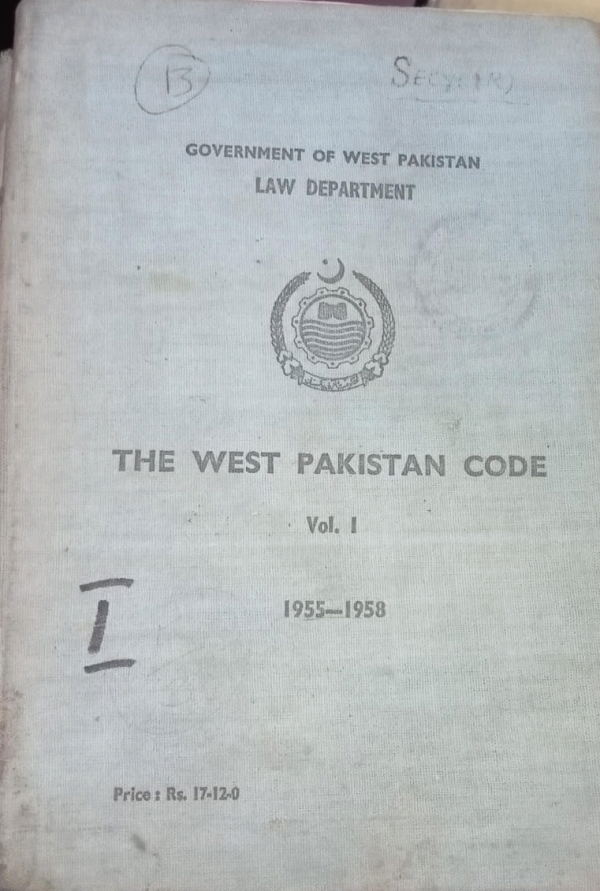 B
GOVERNMENT OF WEST PAKISTAN
LAW DEPARTMENT
THE WEST PAKISTAN CODE
Vol. I
1955—1958
I
Price : Rs. 17-12-0